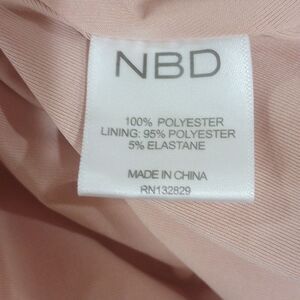 NBD
100% POLYESTER
LINING: 95% POLYESTER
5% ELASTANE
MADE IN CHINA
RN132829